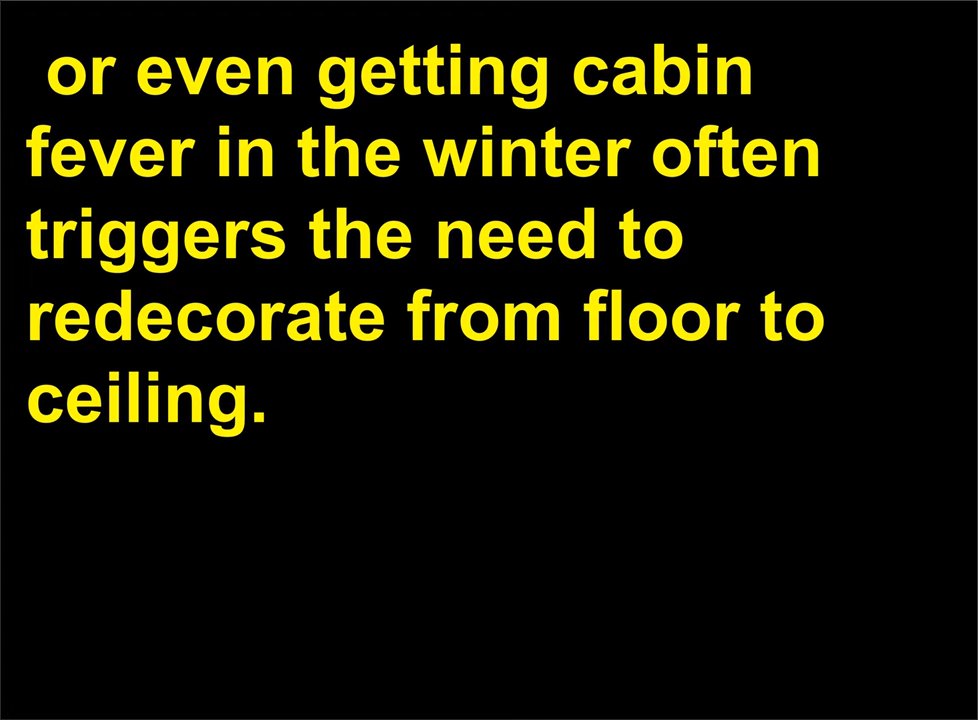 or even getting cabin
fever in the winter often
triggers the need to
redecorate from floor to
ceiling.